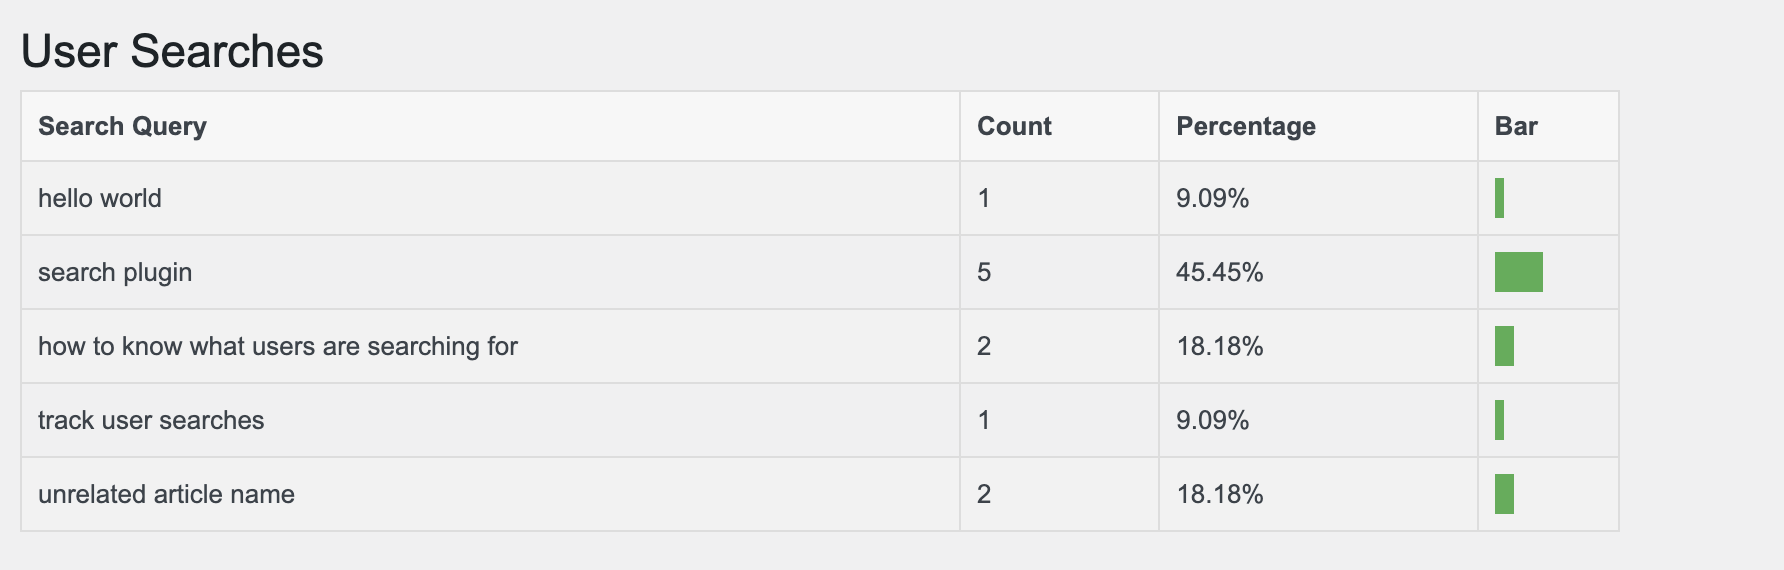 User Searches
Search Query Count Percentage Bar
hello world 1 9.09%
search plugin 5 45.45%
how to know what users are searching for 2 18.18%
track user searches 1 9.09%
unrelated article name 2 18.18%